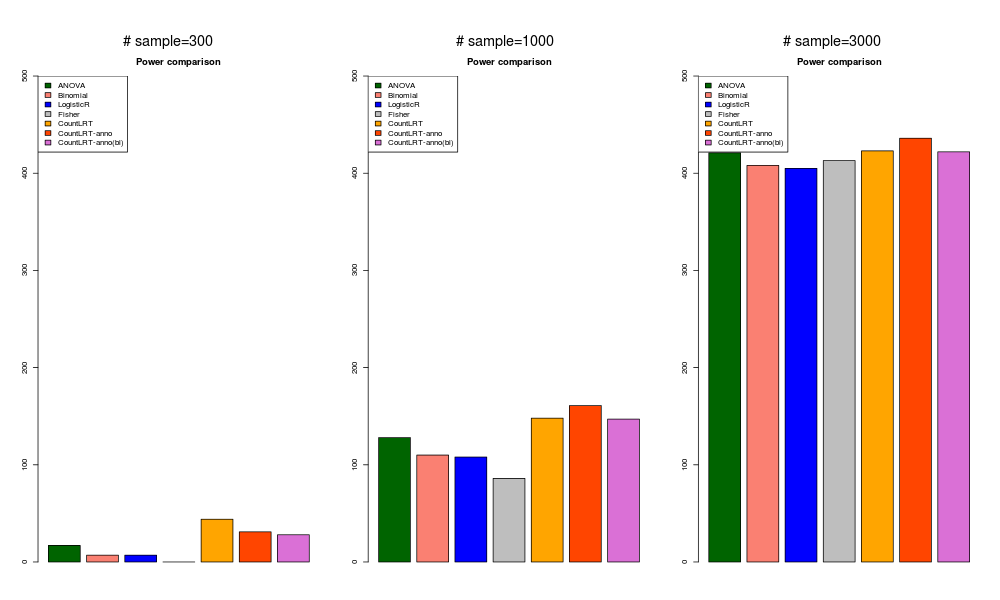 # sample=300
Power comparison
500
400
300
200
100
0
ANOVA
Binomial
LogisticR
Fisher
CountLRT
CountLRT-anno
CountLRT-anno(bl)
# sample=1000
Power comparison
500
400
300
200
100
0
ANOVA
Binomial
LogisticR
Fisher
CountLRT
CountLRT-anno
CountLRT-anno(bl)
# sample=3000
Power comparison
500
400
300
200
100
0
ANOVA
Binomial
LogisticR
Fisher
CountLRT
CountLRT-anno
CountLRT-anno(bl)